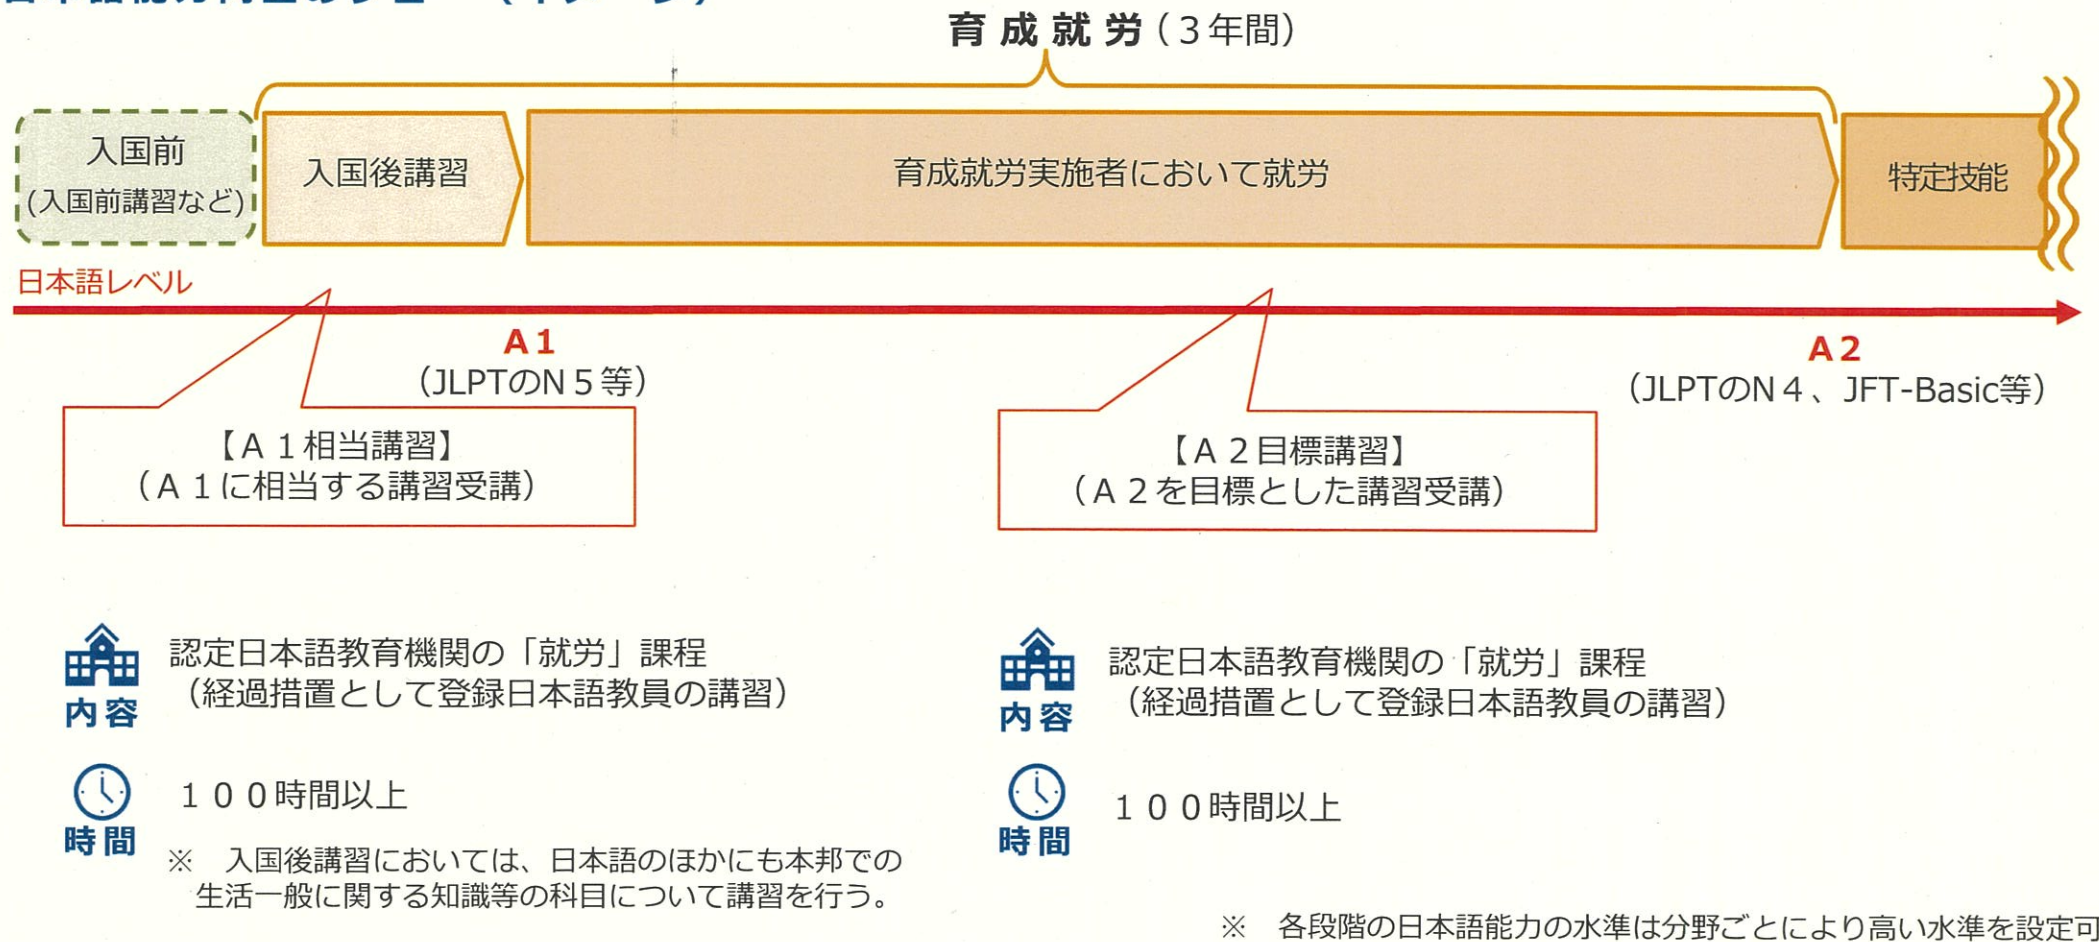 育成就労（３年間）
入国前
(入国前講習など)
入国後講習
育成就労実施者において就労
特定技能
日本語レベル
A1
（JLPTのN５等）
A2
（JLPTのN４、JFT-Basic等）
【A１相当講習】
（A１に相当する講習受講）
【A２目標講習】
（A２を目標とした講習受講）
内容
認定日本語教育機関の「就労」課程
（経過措置として登録日本語教員の講習）
時間
１００時間以上
※　入国後講習においては、日本語のほかにも本邦での
生活一般に関する知識等の科目について講習を行う。
内容
認定日本語教育機関の「就労」課程
（経過措置として登録日本語教員の講習）
時間
１００時間以上
※　各段階の日本語能力の水準は分野ごとにより高い水準を設定可